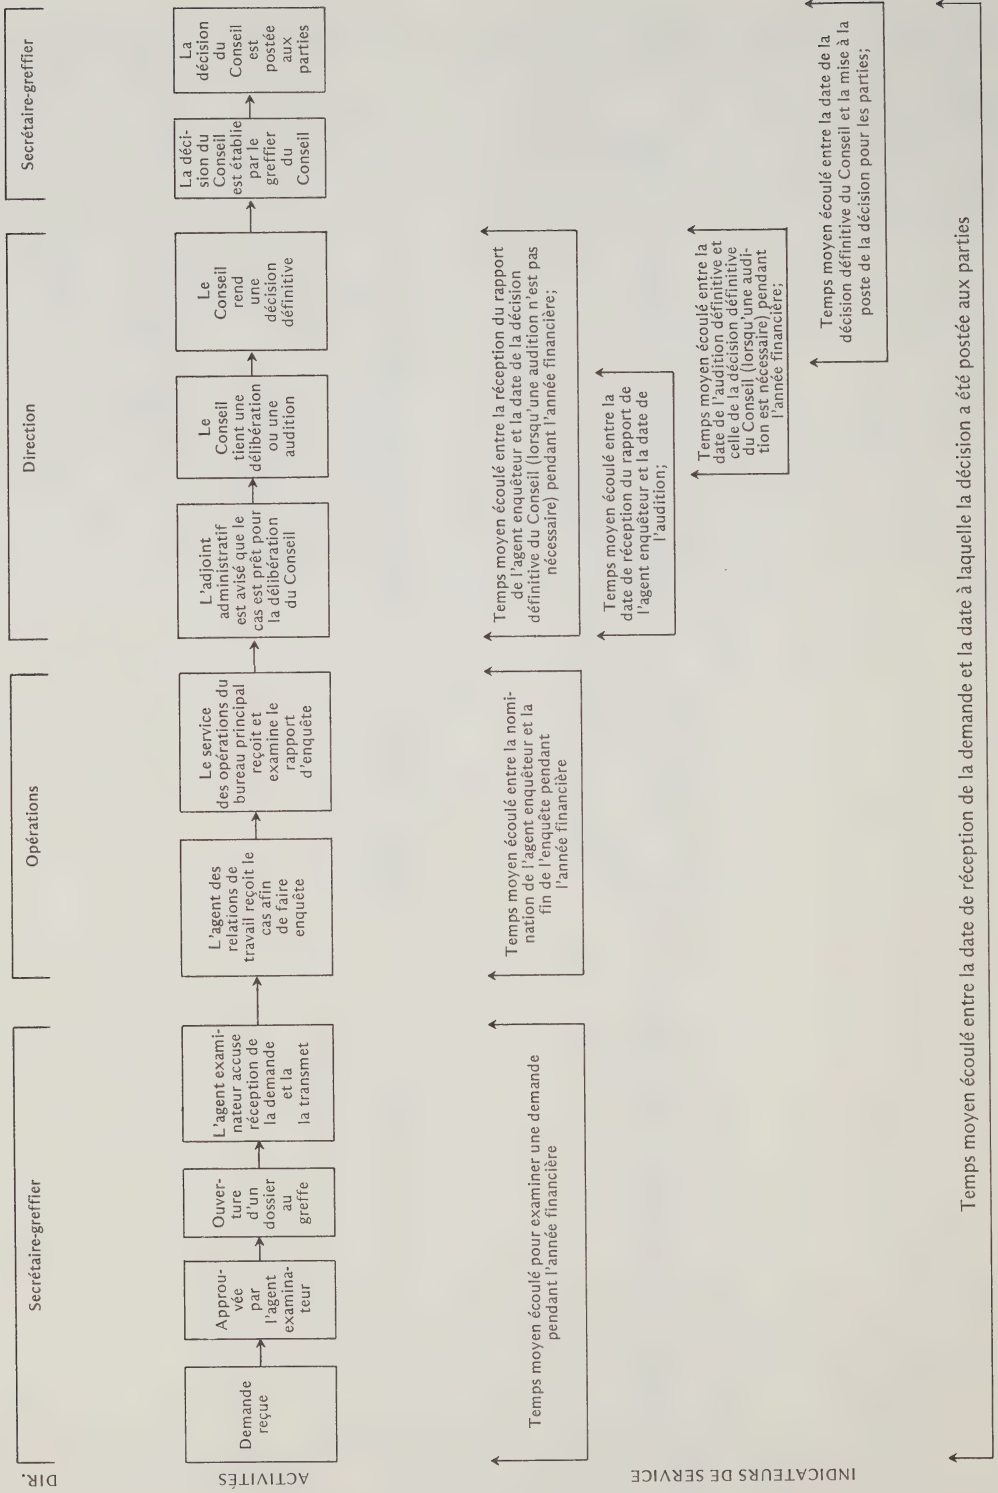 DIR.
Secrétaire-greffier
Opérations
Direction
Secrétaire-greffier
ACTIVITÉS
Demande
reçue
Approu-
vée
par
l'agent
examina-
teur
Ouver-
ture
d'un
dossier
au
greffe
L'agent exami-
nateur accuse
réception de
la demande
et la
la transmet
L'agent des
relations de
travail reçoit le
cas afin
de faire
enquête
Le service
des opérations du
bureau principal
reçoit et
examine le
rapport
d'enquête
L'adjoint
administratif
est avisé que le
cas est prêt pour
la délibération
du Conseil
Le
Conseil
tient une
délibération
ou une
audition
Le
Conseil
rend
une
décision
définitive
La déci-
sion du
Conseil
est établie
par le
greffier
du
Conseil
La
décision
du
Conseil
est
postée
aux
parties
INDICATEURS DE SERVICE
Temps moyen écoulé pour examiner une demande
pendant l'année financière
Temps moyen écoulé entre la nomi-
nation de l'agent enquêteur et la
fin de l'enquête pendant
l'année financière
Temps moyen écoulé entre la réception du rapport
de l'agent enquêteur et la date de la décision
définitive du Conseil (lorsqu'une audition n'est pas
nécessaire) pendant l'année financière;
Temps moyen écoulé entre la
date de réception du rapport de
l'agent enquêteur et la date de
l'audition;
Temps moyen écoulé entre la
date de l'audition définitive et
celle de la décision définitive
du Conseil (lorsqu'une audi-
tion est nécessaire) pendant
l'année financière;
Temps moyen écoulé entre la date de la
décision définitive du Conseil et la mise à la
poste de la décision pour les parties;
Temps moyen écoulé entre la date de réception de la demande et la date à laquelle la décision a été postée aux parties